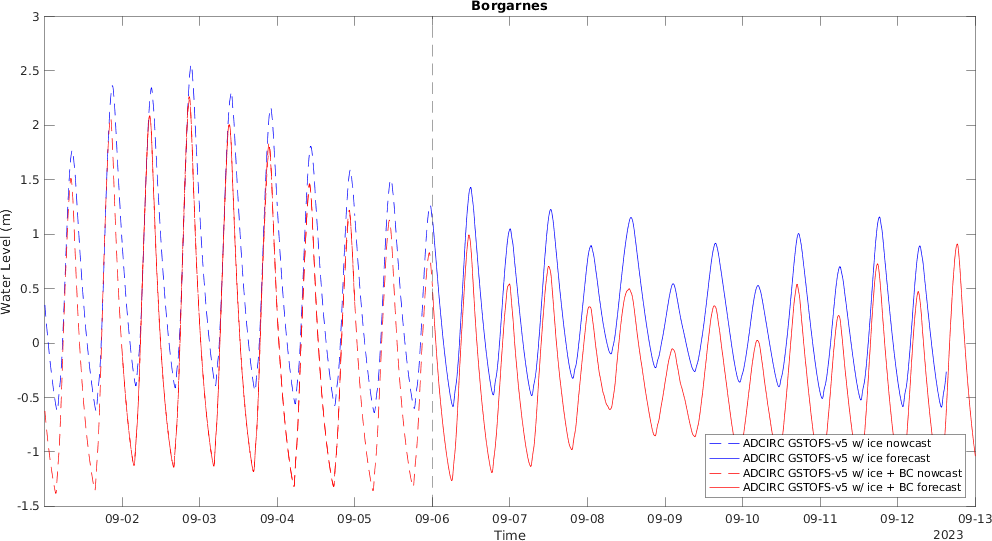 Borgarnes
3
2.5
2
1.5
1
0.5
0
-0.5
-1
-1.5
Water Level (m)
09-02 09-03 09-04 09-05 09-06 09-07 09-08 09-09 09-10 09-11 09-12 09-13
Time
2023
ADCIRC GSTOFS-v5 w/ ice nowcast
ADCIRC GSTOFS-v5 w/ ice forecast
ADCIRC GSTOFS-v5 w/ ice + BC nowcast
ADCIRC GSTOFS-v5 w/ ice + BC forecast